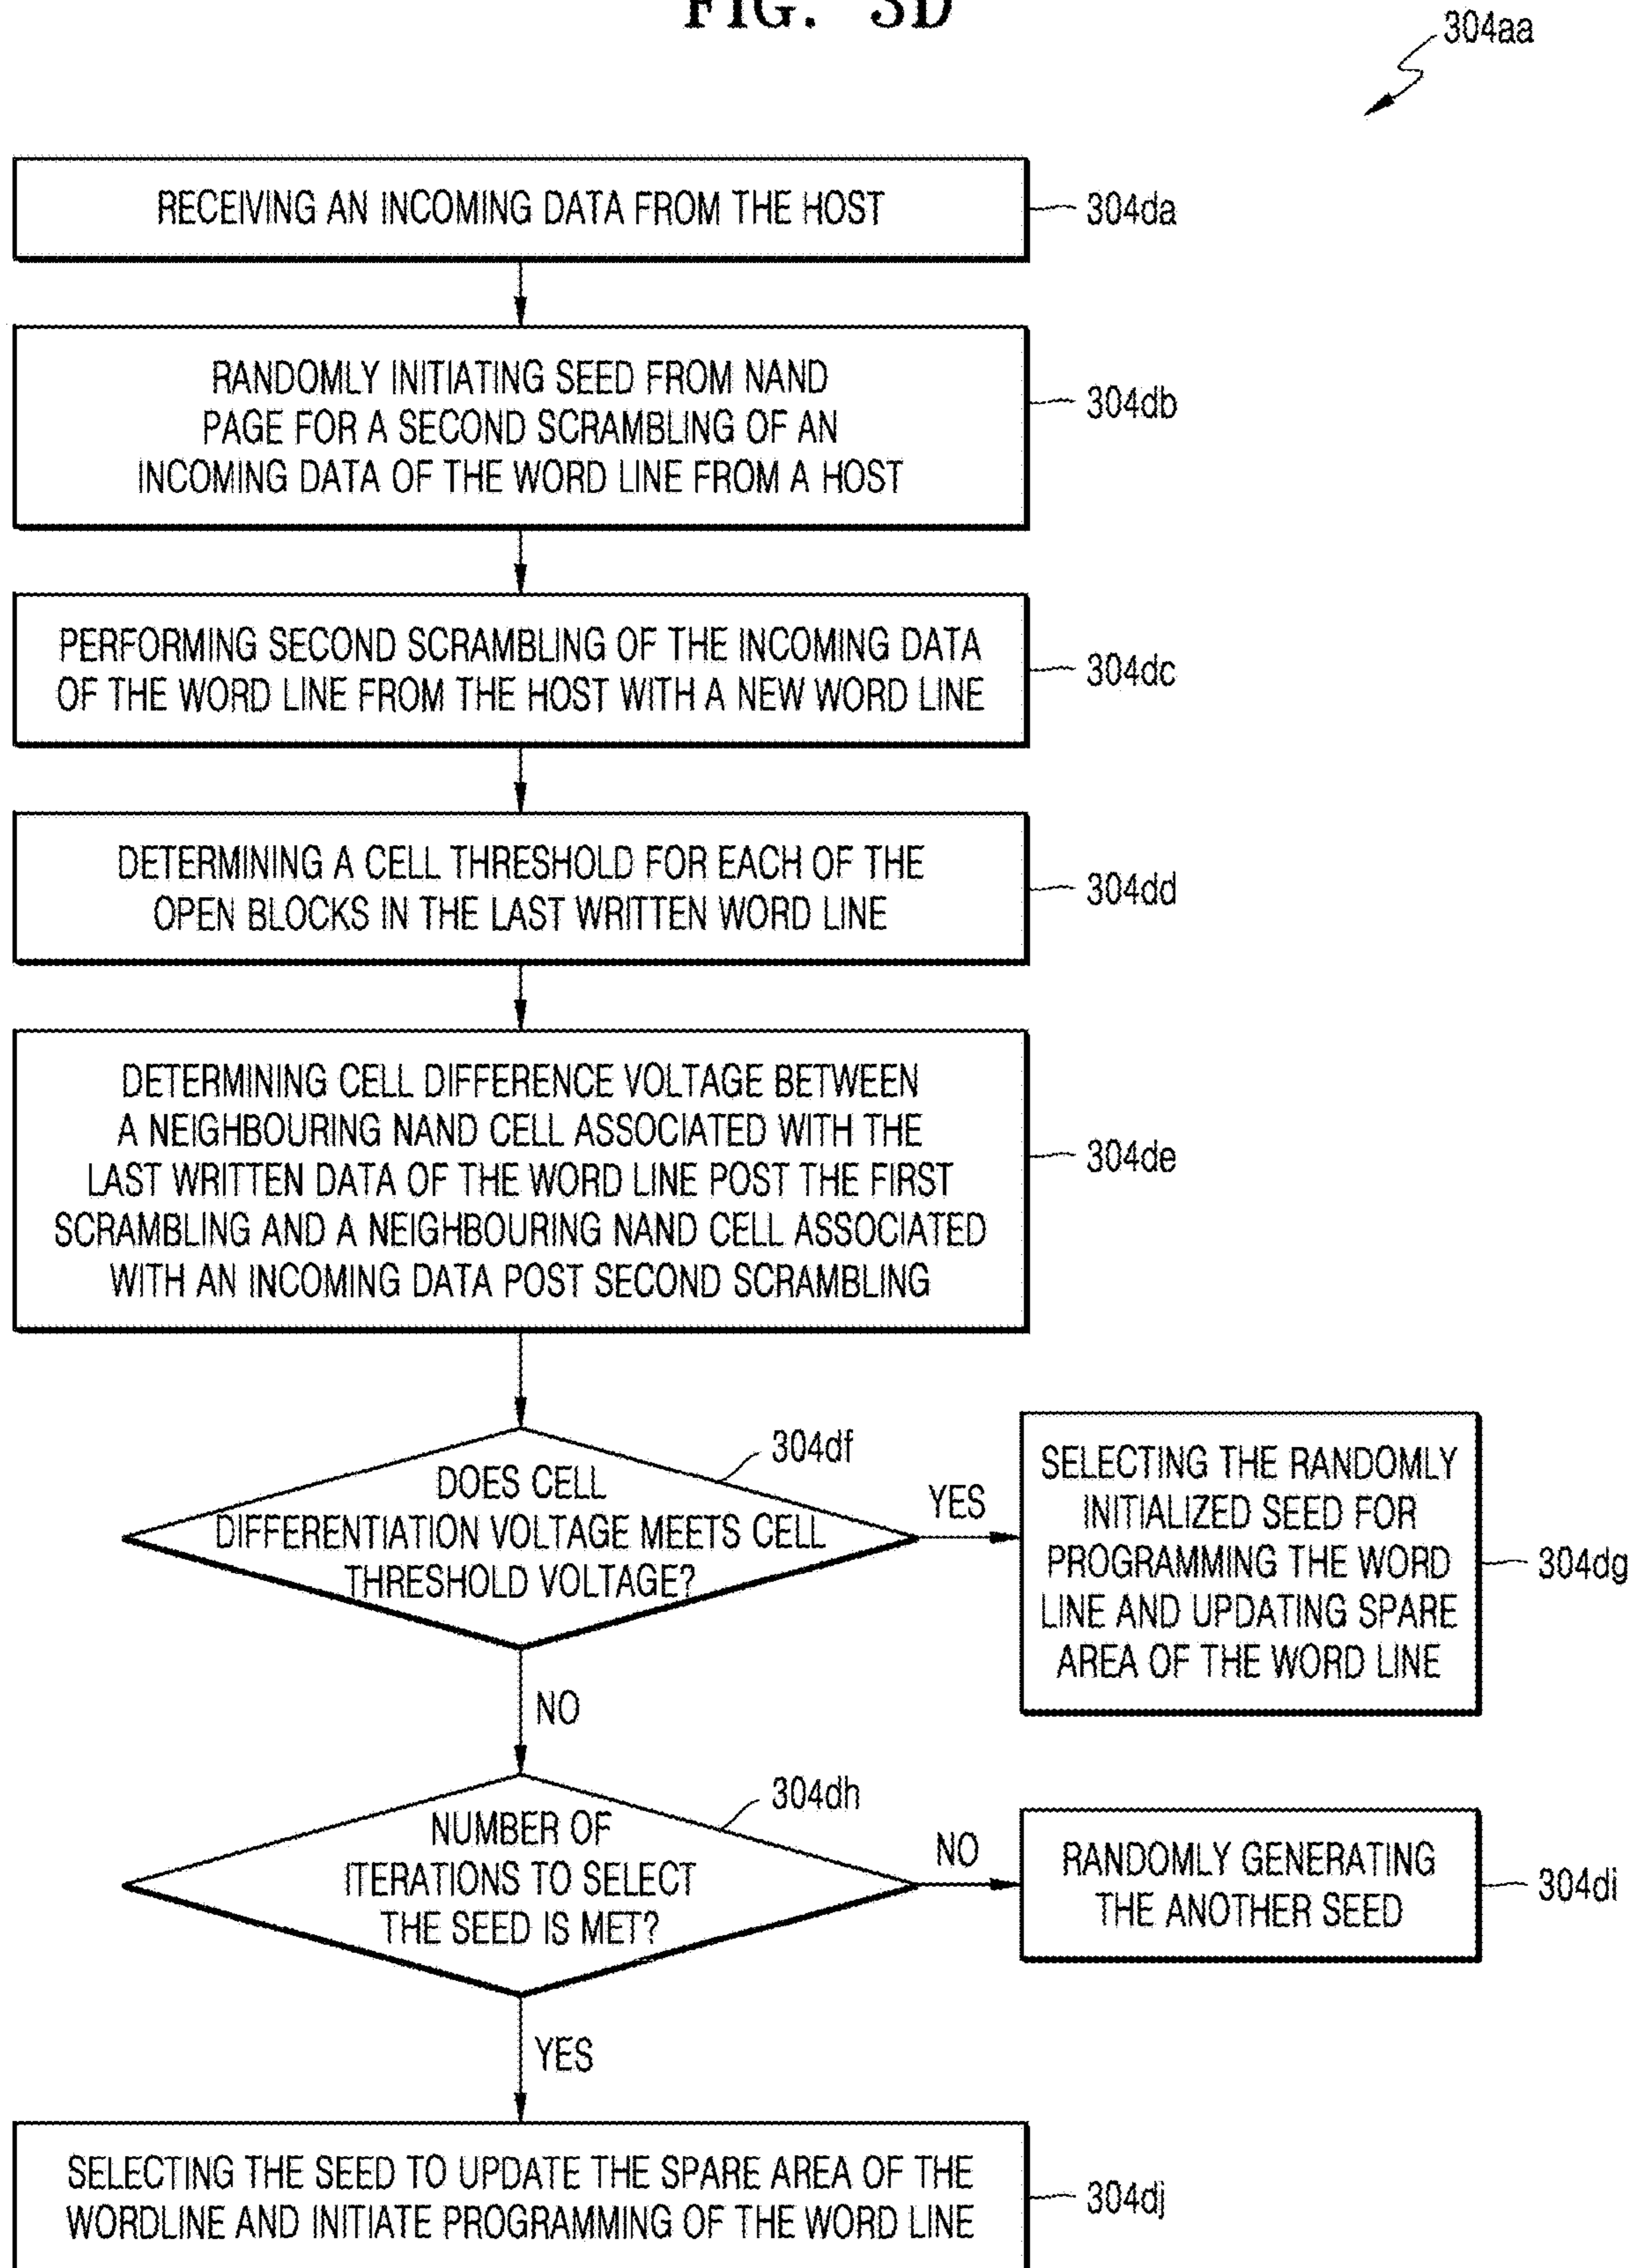 FIG. 3D
304aa
RECEIVING AN INCOMING DATA FROM THE HOST
304da
RANDOMLY INITIATING SEED FROM NAND
PAGE FOR A SECOND SCRAMBLING OF AN
INCOMING DATA OF THE WORD LINE FROM A HOST
304db
PERFORMING SECOND SCRAMBLING OF THE INCOMING DATA
OF THE WORD LINE FROM THE HOST WITH A NEW WORD LINE
304dc
DETERMINING A CELL THRESHOLD FOR EACH OF THE
OPEN BLOCKS IN THE LAST WRITTEN WORD LINE
304dd
DETERMINING CELL DIFFERENCE VOLTAGE BETWEEN
A NEIGHBOURING NAND CELL ASSOCIATED WITH THE
LAST WRITTEN DATA OF THE WORD LINE POST THE FIRST
SCRAMBLING AND A NEIGHBOURING NAND CELL ASSOCIATED
WITH AN INCOMING DATA POST SECOND SCRAMBLING
304de
304df
DOES CELL
DIFFERENTIATION VOLTAGE MEETS CELL
THRESHOLD VOLTAGE?
YES
SELECTING THE RANDOMLY
INITIALIZED SEED FOR
PROGRAMMING THE WORD
LINE AND UPDATING SPARE
AREA OF THE WORD LINE
304dg
NO
304dh
NUMBER OF
ITERATIONS TO SELECT
THE SEED IS MET?
NO
RANDOMLY GENERATING
THE ANOTHER SEED
304di
YES
SELECTING THE SEED TO UPDATE THE SPARE AREA OF THE
WORDLINE AND INITIATE PROGRAMMING OF THE WORD LINE
304dj